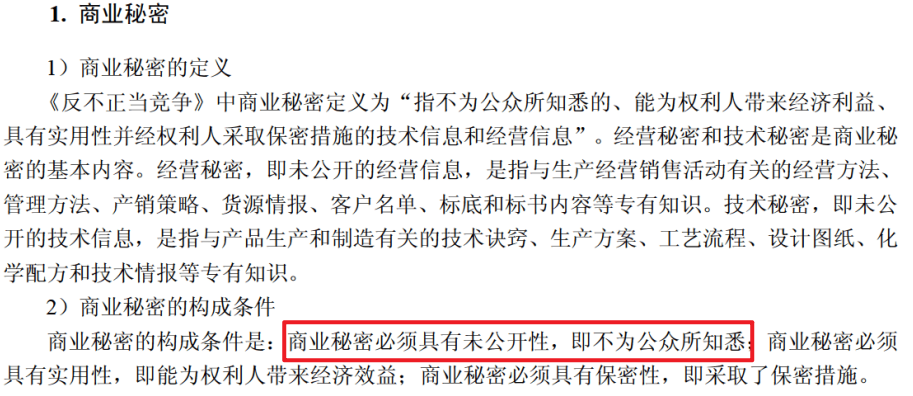 1. 商业秘密
1）商业秘密的定义
《反不正当竞争》中商业秘密定义为“指不为公众所知悉的、能为权利人带来经济利益、
具有实用性并经权利人采取保密措施的技术信息和经营信息”。经营秘密和技术秘密是商业秘
密的基本内容。经营秘密，即未公开的经营信息，是指与生产经营销售活动有关的经营方法、
管理方法、产销策略、货源情报、客户名单、标底和标书内容等专有知识。技术秘密，即未公
开的技术信息，是指与产品生产和制造有关的技术诀窍、生产方案、工艺流程、设计图纸、化
学配方和技术情报等专有知识。
2）商业秘密的构成条件
商业秘密的构成条件是：商业秘密必须具有未公开性，即不为公众所知悉；商业秘密必须
具有实用性，即能为权利人带来经济效益；商业秘密必须具有保密性，即采取了保密措施。